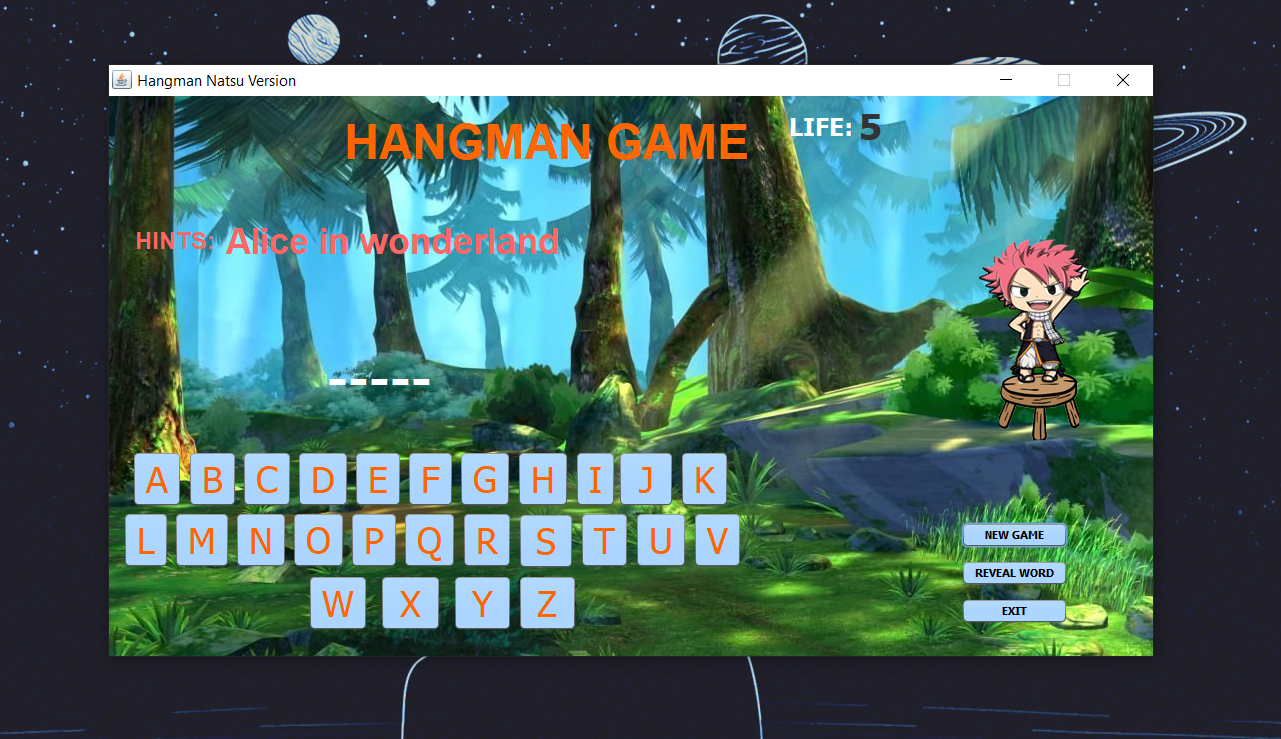 Hangman Natsu Version
HANGMAN GAME
LIFE: 5
HINTS: Alice in wonderland
-----
A B C D E F G H I J K
L M N O P Q R S T U V
W X Y Z
NEW GAME
REVEAL WORD
EXIT